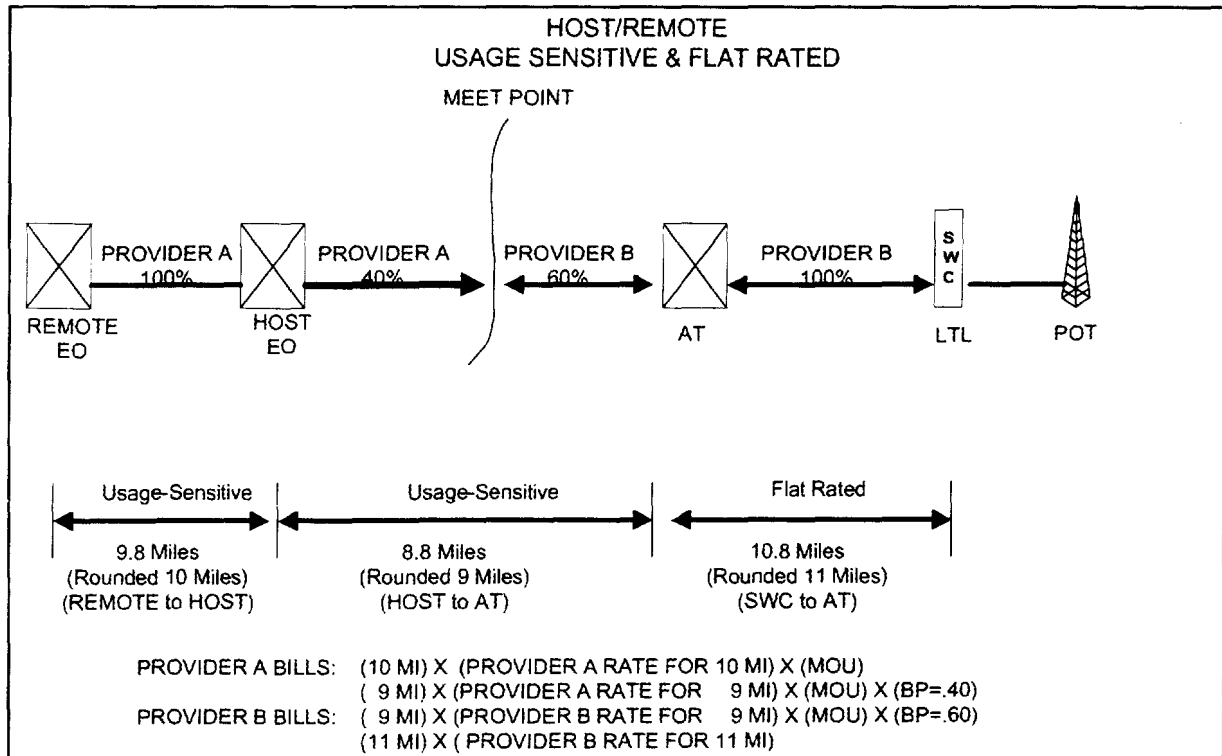 HOST/REMOTE
USAGE SENSITIVE & FLAT RATED
MEET POINT
PROVIDER A
100%
PROVIDER A
40%
PROVIDER B
60%
PROVIDER B
100%
S
W
C
REMOTE
EO
HOST
EO
AT
LTL
POT
Usage-Sensitive
Usage-Sensitive
Flat Rated
9.8 Miles
(Rounded 10 Miles)
(REMOTE to HOST)
8.8 Miles
(Rounded 9 Miles)
(HOST to AT)
10.8 Miles
(Rounded 11 Miles)
(SWC to AT)
PROVIDER A BILLS: (10 MI) X (PROVIDER A RATE FOR 10 MI) X (MOU)
( 9 MI) X (PROVIDER A RATE FOR 9 MI) X (MOU) X (BP=.40)
PROVIDER B BILLS: ( 9 MI) X (PROVIDER B RATE FOR 9 MI) X (MOU) X (BP=.60)
(11 MI) X ( PROVIDER B RATE FOR 11 MI)